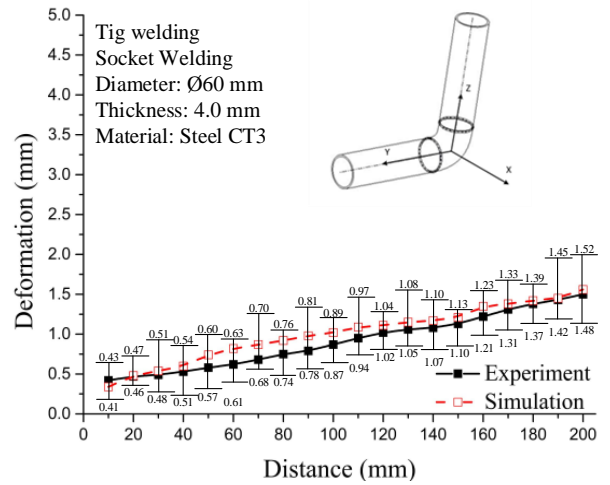 5.0
4.5
4.0
3.5
3.0
2.5
2.0
1.5
1.0
0.5
0.0
Deformation (mm)
Tig welding
Socket Welding
Diameter: Ø60 mm
Thickness: 4.0 mm
Material: Steel CT3
Z
Y
X
0.43 0.47 0.51 0.54 0.60 0.63 0.70 0.76 0.81 0.89 0.97 1.04 1.08 1.10 1.13 1.23 1.33 1.39 1.45 1.52
0.41 0.46 0.48 0.51 0.57 0.61 0.68 0.74 0.78 0.87 0.94 1.02 1.05 1.07 1.10 1.21 1.31 1.37 1.42 1.48
Experiment
Simulation
0 20 40 60 80 100 120 140 160 180 200
Distance (mm)